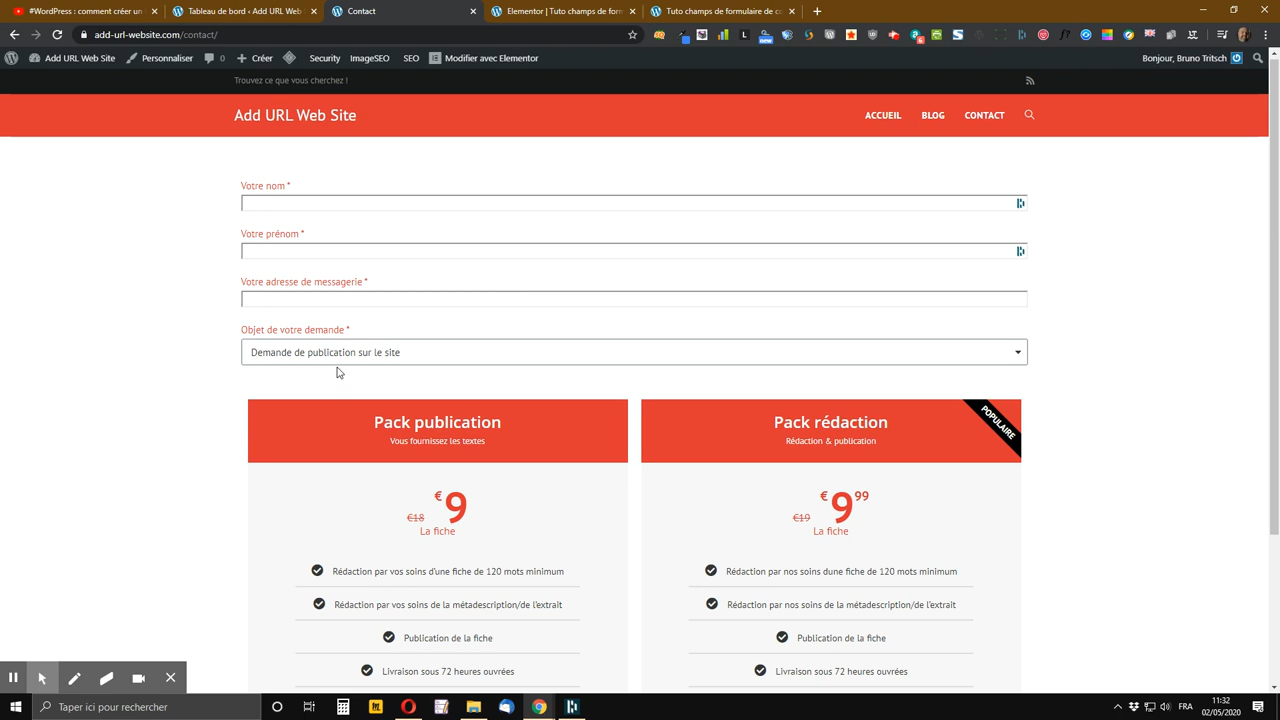 #WordPress : comment créer un
Tableau de bord ‹ Add URL Web S
Contact
Elementor | Tuto champs de form
Tuto champs de formulaire de co
add-url-website.com/contact/
Add URL Web Site
Personnaliser
0
Créer
Security
ImageSEO
SEO
Modifier avec Elementor
Bonjour, Bruno Tritsch
Trouvez ce que vous cherchez !
Add URL Web Site
ACCUEIL
BLOG
CONTACT
Votre nom *
Votre prénom *
Votre adresse de messagerie *
Objet de votre demande *
Demande de publication sur le site
Pack publication
Vous fournissez les textes
€18
€ 9
La fiche
Rédaction par vos soins d'une fiche de 120 mots minimum
Rédaction par vos soins de la métadescription/de l'extrait
Publication de la fiche
Livraison sous 72 heures ouvrées
Pack rédaction
Rédaction & publication
POPULAIRE
€19
€ 9 99
La fiche
Rédaction par nos soins dune fiche de 120 mots minimum
Rédaction par nos soins de la métadescription/de l'extrait
Publication de la fiche
Livraison sous 72 heures ouvrées
Taper ici pour rechercher
FRA
11:32
02/05/2020